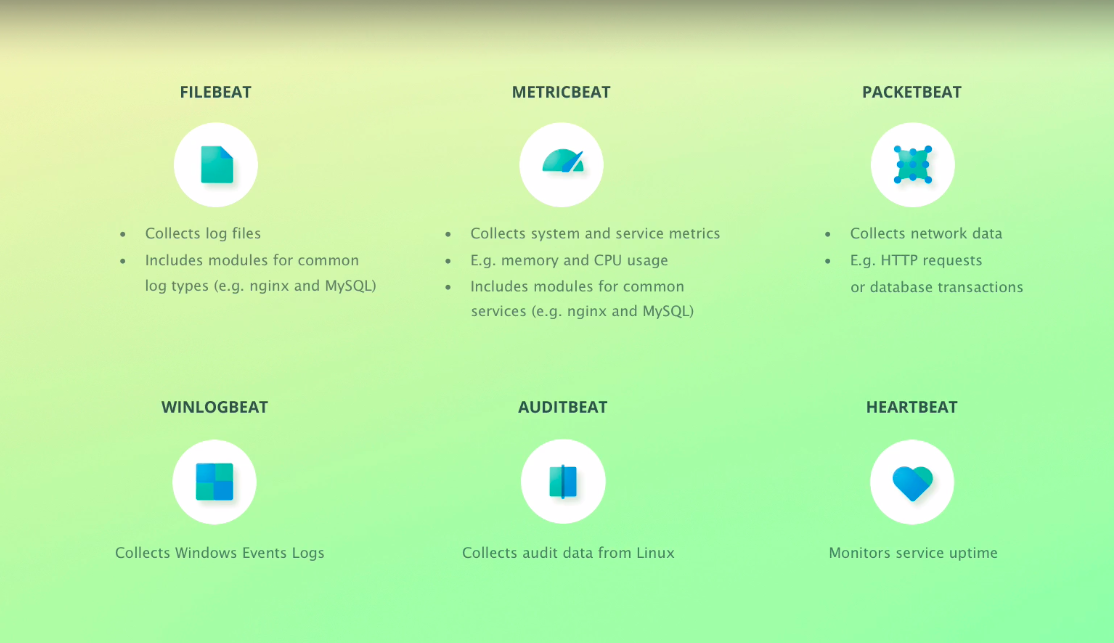 FILEBEAT
METRICBEAT
PACKETBEAT
• Collects log files
• Includes modules for common
log types (e.g. nginx and MySQL)
• Collects system and service metrics
• E.g. memory and CPU usage
• Includes modules for common
services (e.g. nginx and MySQL)
• Collects network data
• E.g. HTTP requests
or database transactions
WINLOGBEAT
AUDITBEAT
HEARTBEAT
Collects Windows Events Logs
Collects audit data from Linux
Monitors service uptime